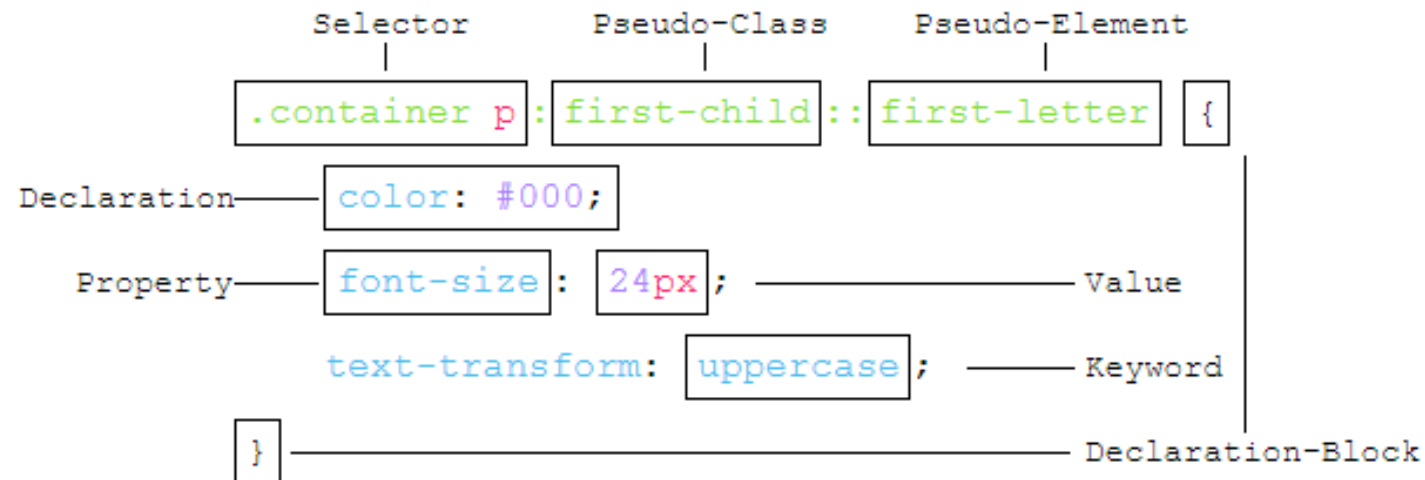 Selector Pseudo-Class Pseudo-Element
.container p:first-child::first-letter {
Declaration color: #000;
Property font-size: 24px; Value
text-transform: uppercase; Keyword
} Declaration-Block